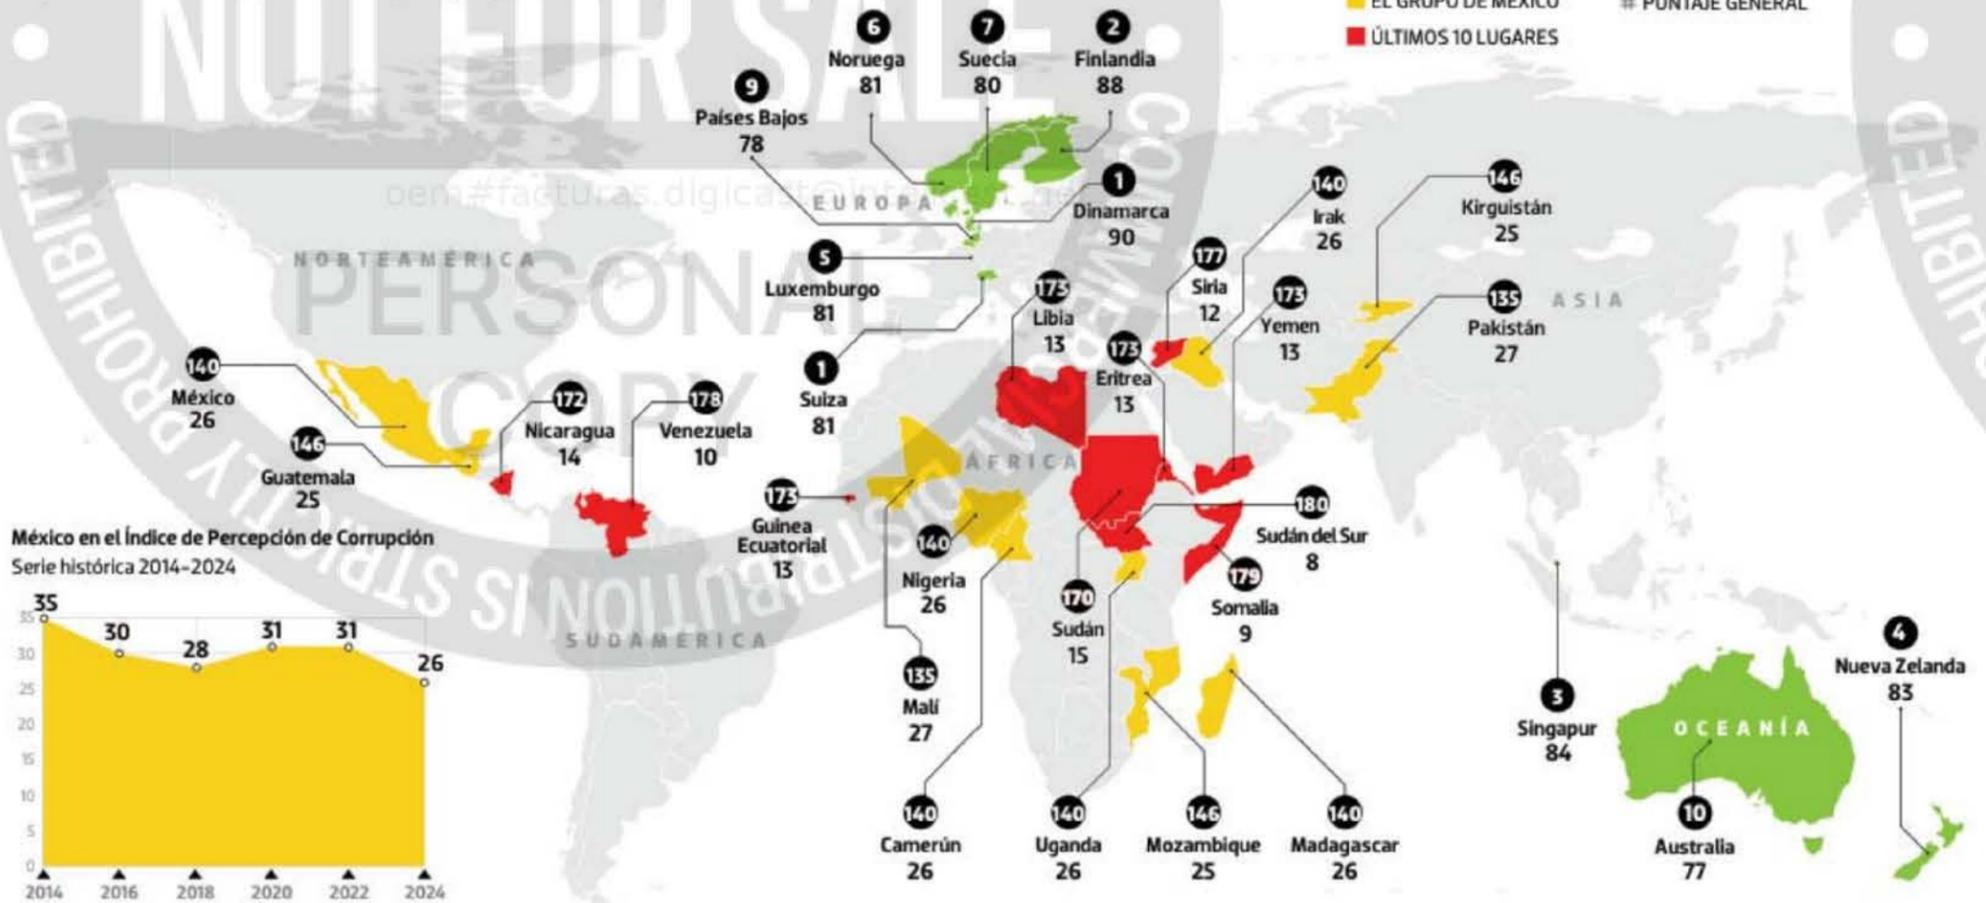 NOT FOR SALE
EL GRUPO DE MÉXICO
# PUNTAJE GENERAL
ÚLTIMOS 10 LUGARES
6
Noruega
81
7
Suecia
80
2
Finlandia
88
9
Países Bajos
78
EUROPA
1
Dinamarca
90
NORTEAMÉRICA
PERSONAL
COPY
5
Luxemburgo
81
1
Suiza
81
140
Irak
26
146
Kirguistán
25
177
Siria
12
173
Yemen
13
135
Pakistán
27
ASIA
173
Libia
13
173
Eritrea
13
140
México
26
146
Guatemala
25
172
Nicaragua
14
178
Venezuela
10
173
Guinea
Ecuatorial
13
ÁFRICA
140
Nigeria
26
180
Sudán del Sur
8
179
Somalia
9
170
Sudán
15
135
Malí
27
SUDAMÉRICA
140
Camerún
26
140
Uganda
26
146
Mozambique
25
140
Madagascar
26
3
Singapur
84
OCEANÍA
10
Australia
77
4
Nueva Zelanda
83
México en el Índice de Percepción de Corrupción
Serie histórica 2014-2024
35
30
28
31
31
26
35
30
25
20
15
10
5
0
2014 2016 2018 2020 2022 2024
DISTRIBUTION IS STRICTLY PROHIBITED
HIBITED